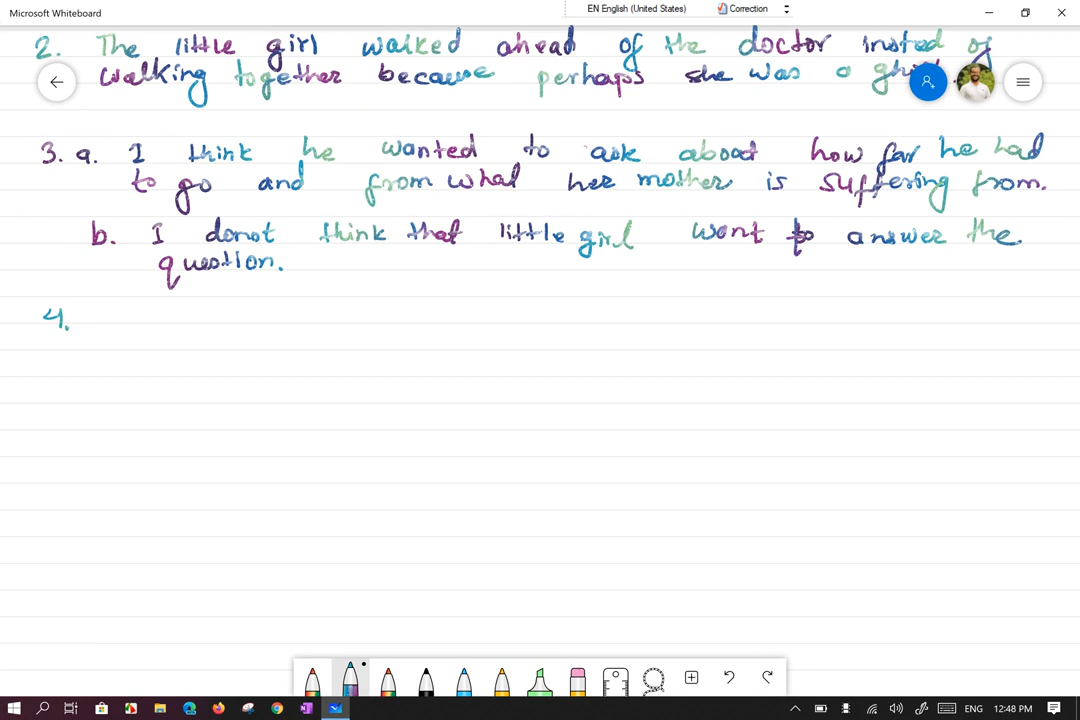 Microsoft Whiteboard
EN English (United States)
Correction
2. The little girl walked ahead of the doctor insted of
walking together because perhaps she was a
3. a. I think he wanted to ask about how far he had
to go and from what her mother is suffering from.
b. I donot think that little girl want to answer the
question.
4.
ENG
12:48 PM